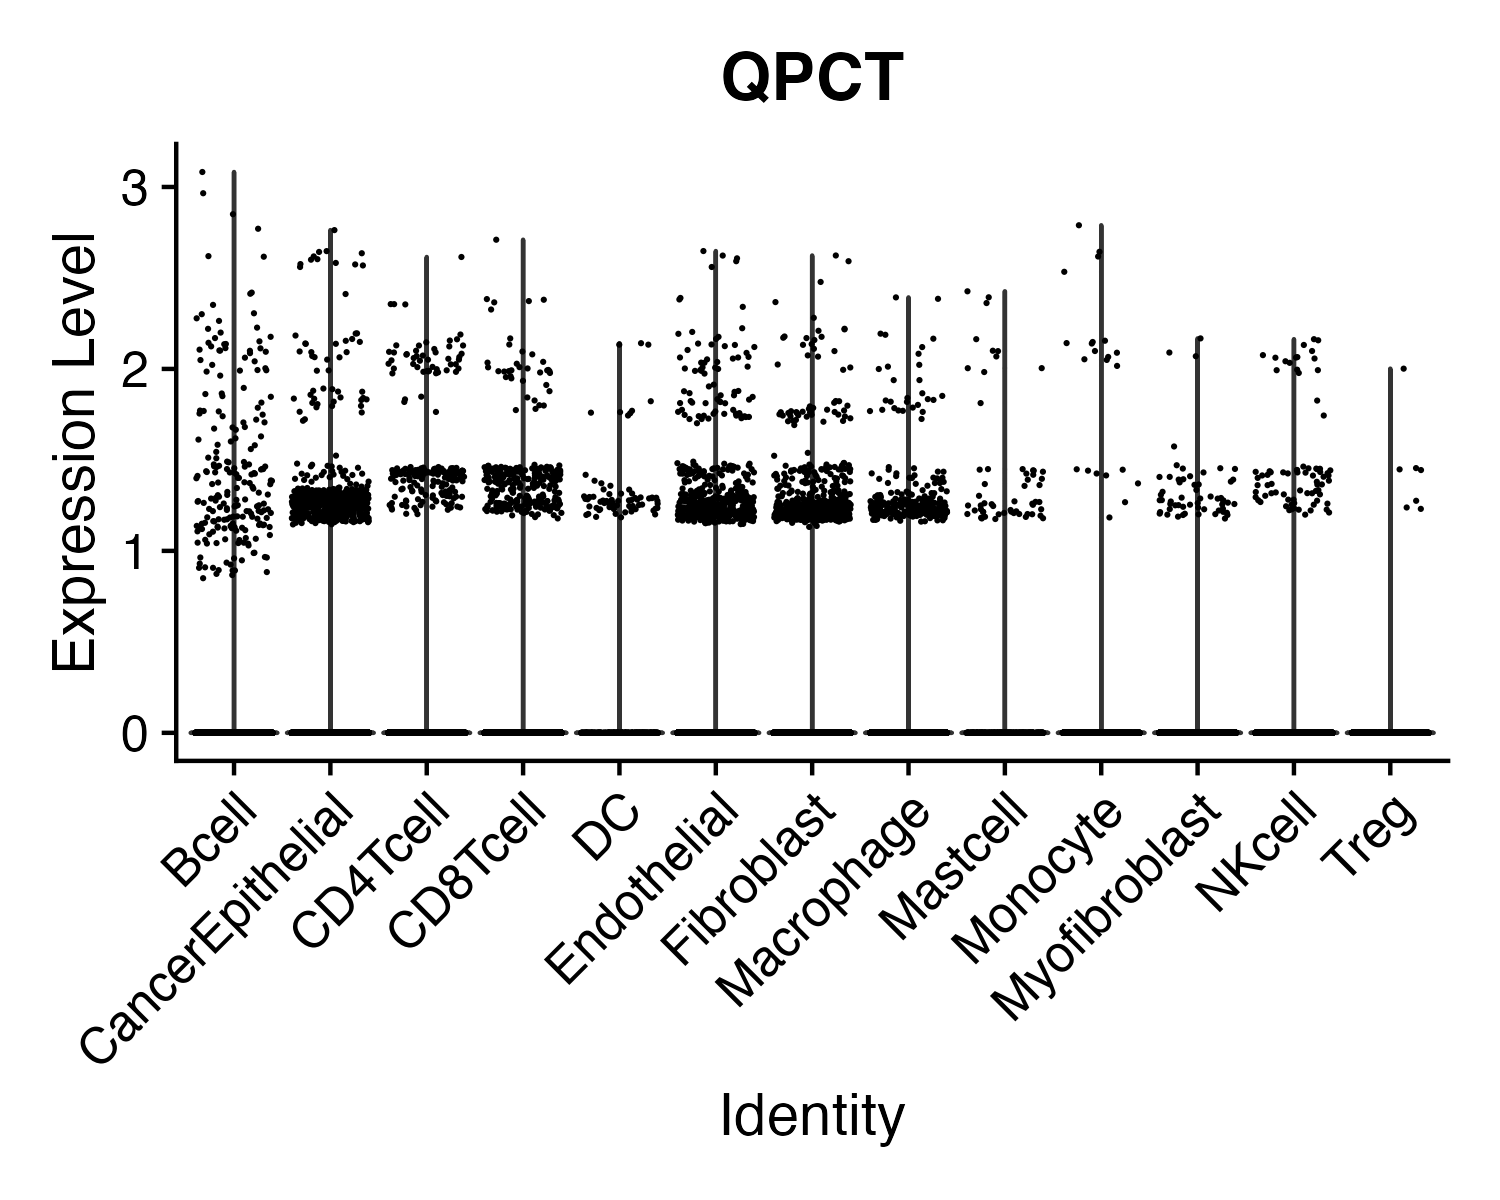 QPCT
Expression Level
3
2
1
0
Bcell
CancerEpithelial
CD4Tcell
CD8Tcell
DC
Endothelial
Fibroblast
Macrophage
Mastcell
Monocyte
Myofibroblast
NKcell
Treg
Identity